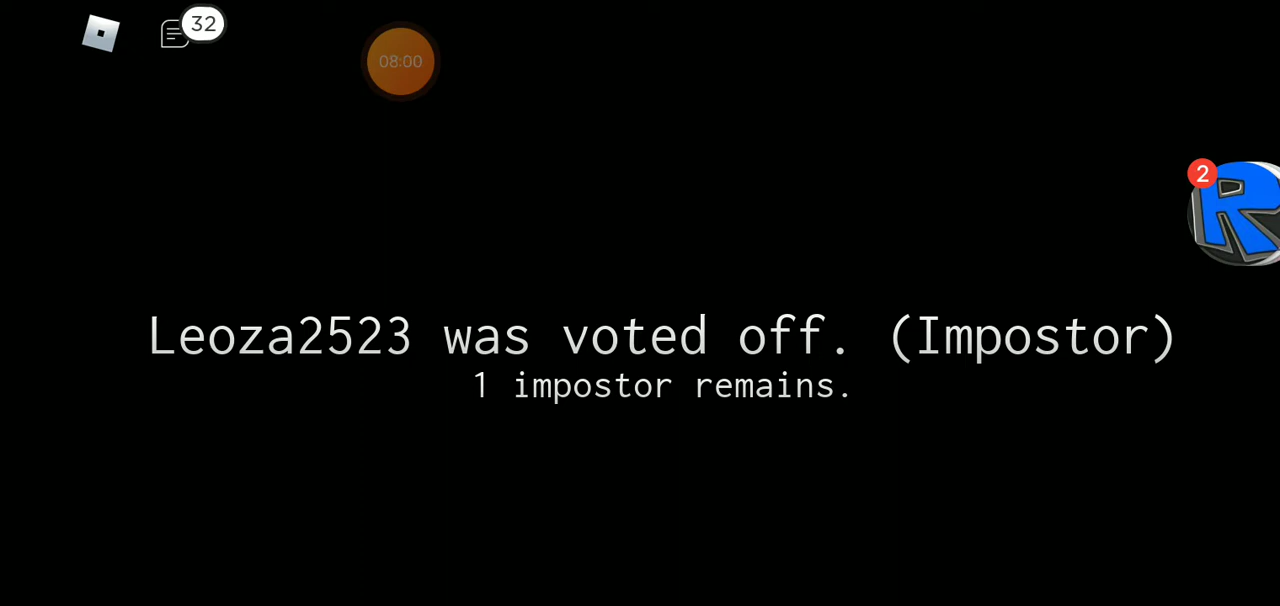 32
08:00
2
R
Leoza2523 was voted off. (Impostor)
1 impostor remains.